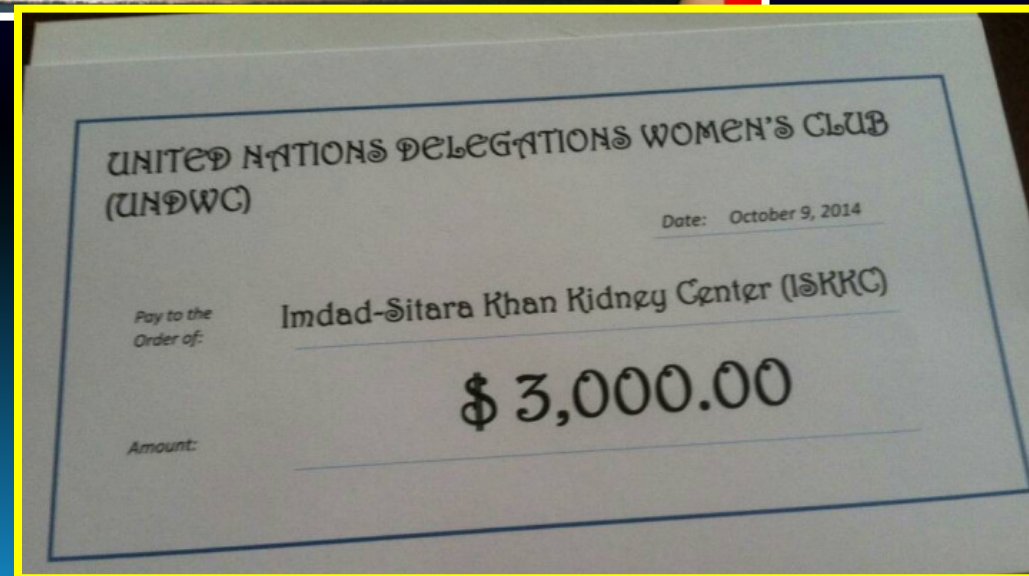 UNITED NATIONS DELEGATIONS WOMEN'S CLUB
(UNDWC)
Date: October 9, 2014
Pay to the
Order of:
Imdad-Sitara Khan Kidney Center (ISKKC)
$ 3,000.00
Amount: